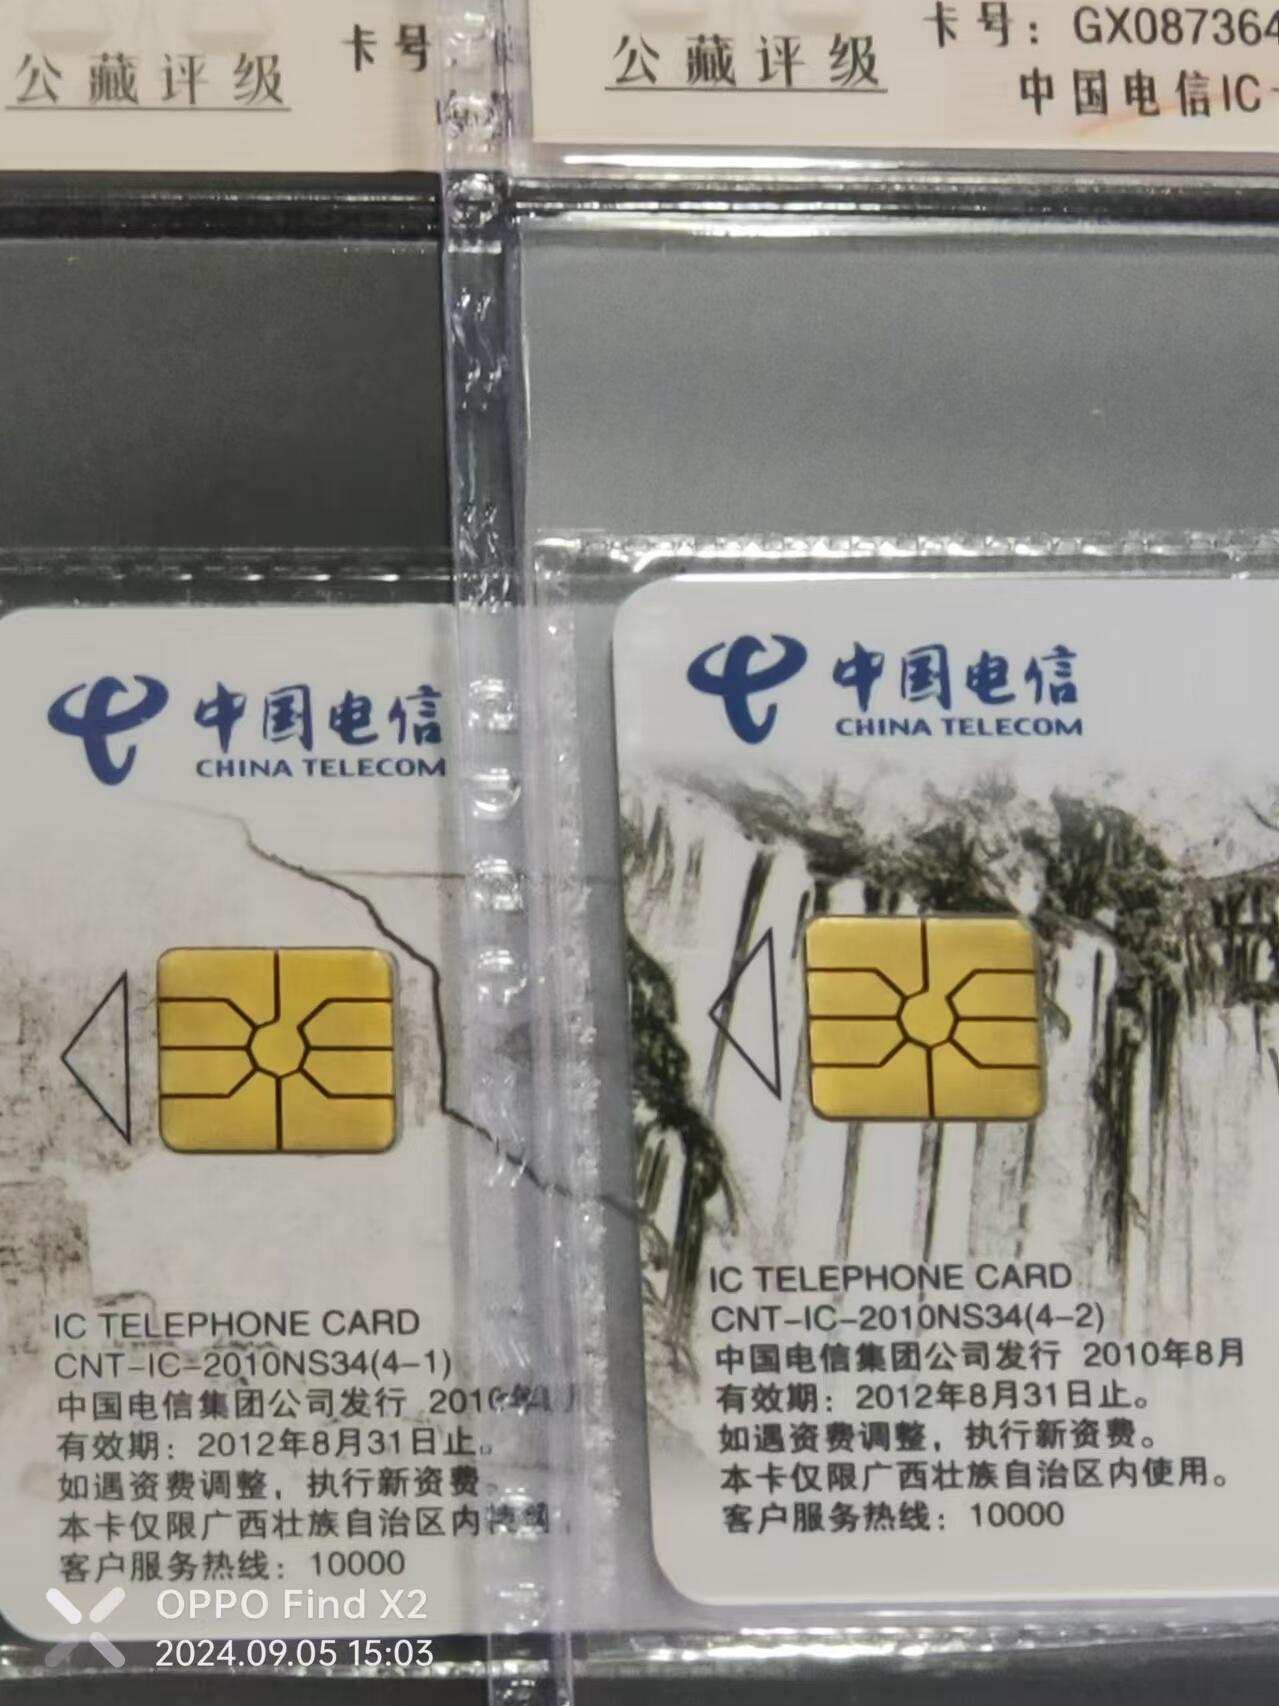 公藏评级
卡号
公藏评级
卡号：GX087364
中国电信IC
中国电信
CHINA TELECOM
IC TELEPHONE CARD
CNT-IC-2010NS34(4-1)
中国电信集团公司发行
有效期：2012年8月31日止。
如遇资费调整，执行新资费。
本卡仅限广西壮族自治区内
客户服务热线：10000
中国电信
CHINA TELECOM
IC TELEPHONE CARD
CNT-IC-2010NS34(4-2)
中国电信集团公司发行 2010年8月
有效期：2012年8月31日止。
如遇资费调整，执行新资费。
本卡仅限广西壮族自治区内使用。
客户服务热线：10000
OPPO Find X2
2024.09.05 15:03